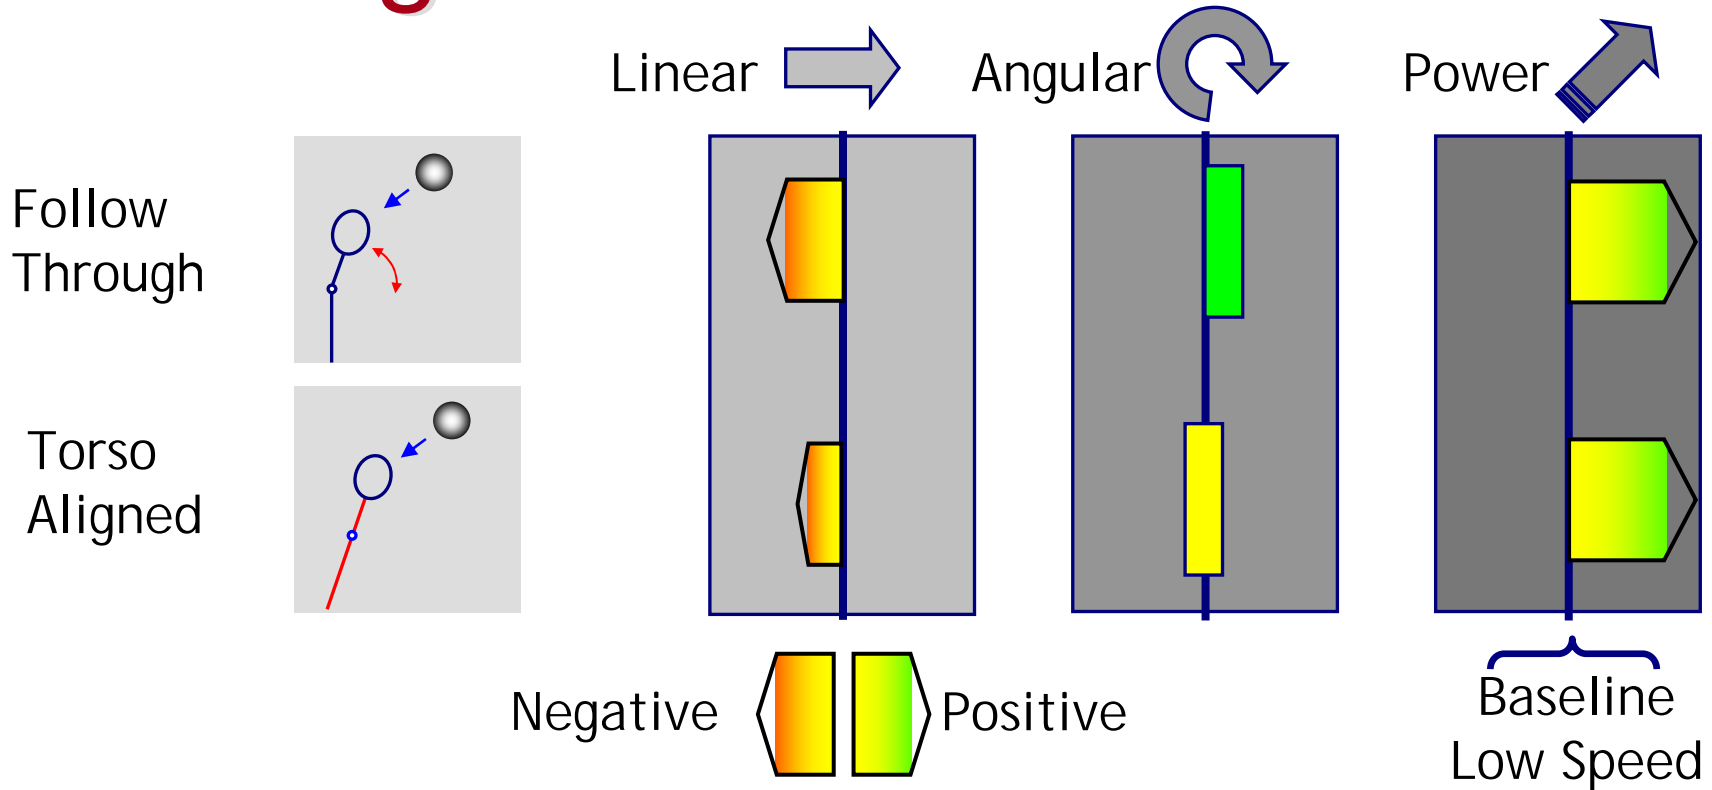 Linear
Angular
Power
Follow
Through
Torso
Aligned
Negative
Positive
Baseline
Low Speed